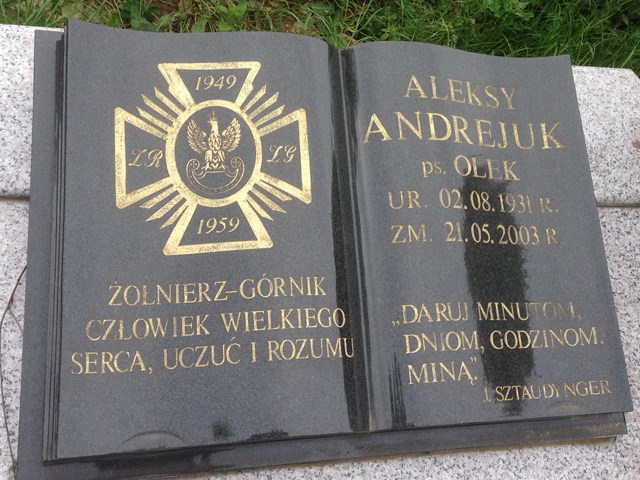 1949
ŻR ŻG
1959
ŻOŁNIERZ-GÓRNIK
CZŁOWIEK WIELKIEGO
SERCA, UCZUĆ I ROZUMU
ALEKSY
ANDREJUK
ps. OLEK
UR. 02.08.1931 R.
ZM. 21.05.2003 R
„DARUJ MINUTOM,
DNIOM, GODZINOM.
MINĄ."
J. SZTAUDYNGER